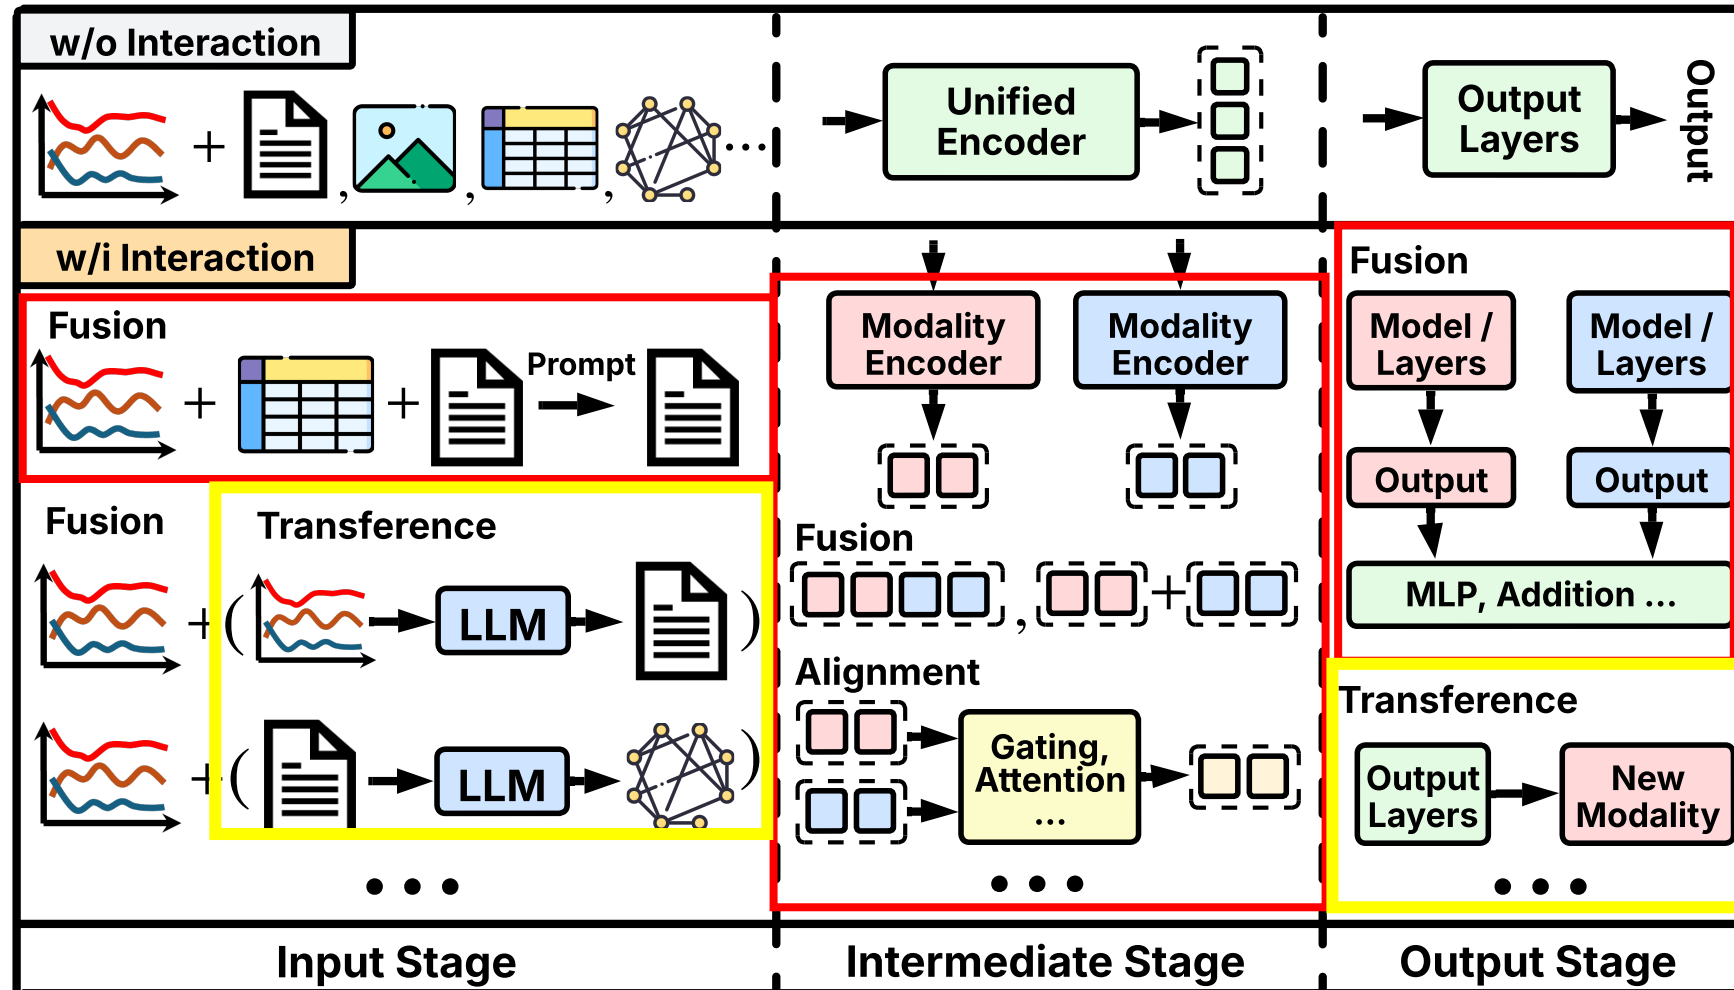 w/o Interaction
+ , , , ...
Unified
Encoder
Output
Layers
Output
w/i Interaction
Fusion
+ + Prompt
Fusion
Transference
+ ( LLM )
+ ( LLM )
...
Modality
Encoder
Modality
Encoder
Fusion
, +
Alignment
Gating,
Attention
...
...
Fusion
Model /
Layers
Model /
Layers
Output
Output
MLP, Addition ...
Transference
Output
Layers
New
Modality
...
Input Stage
Intermediate Stage
Output Stage